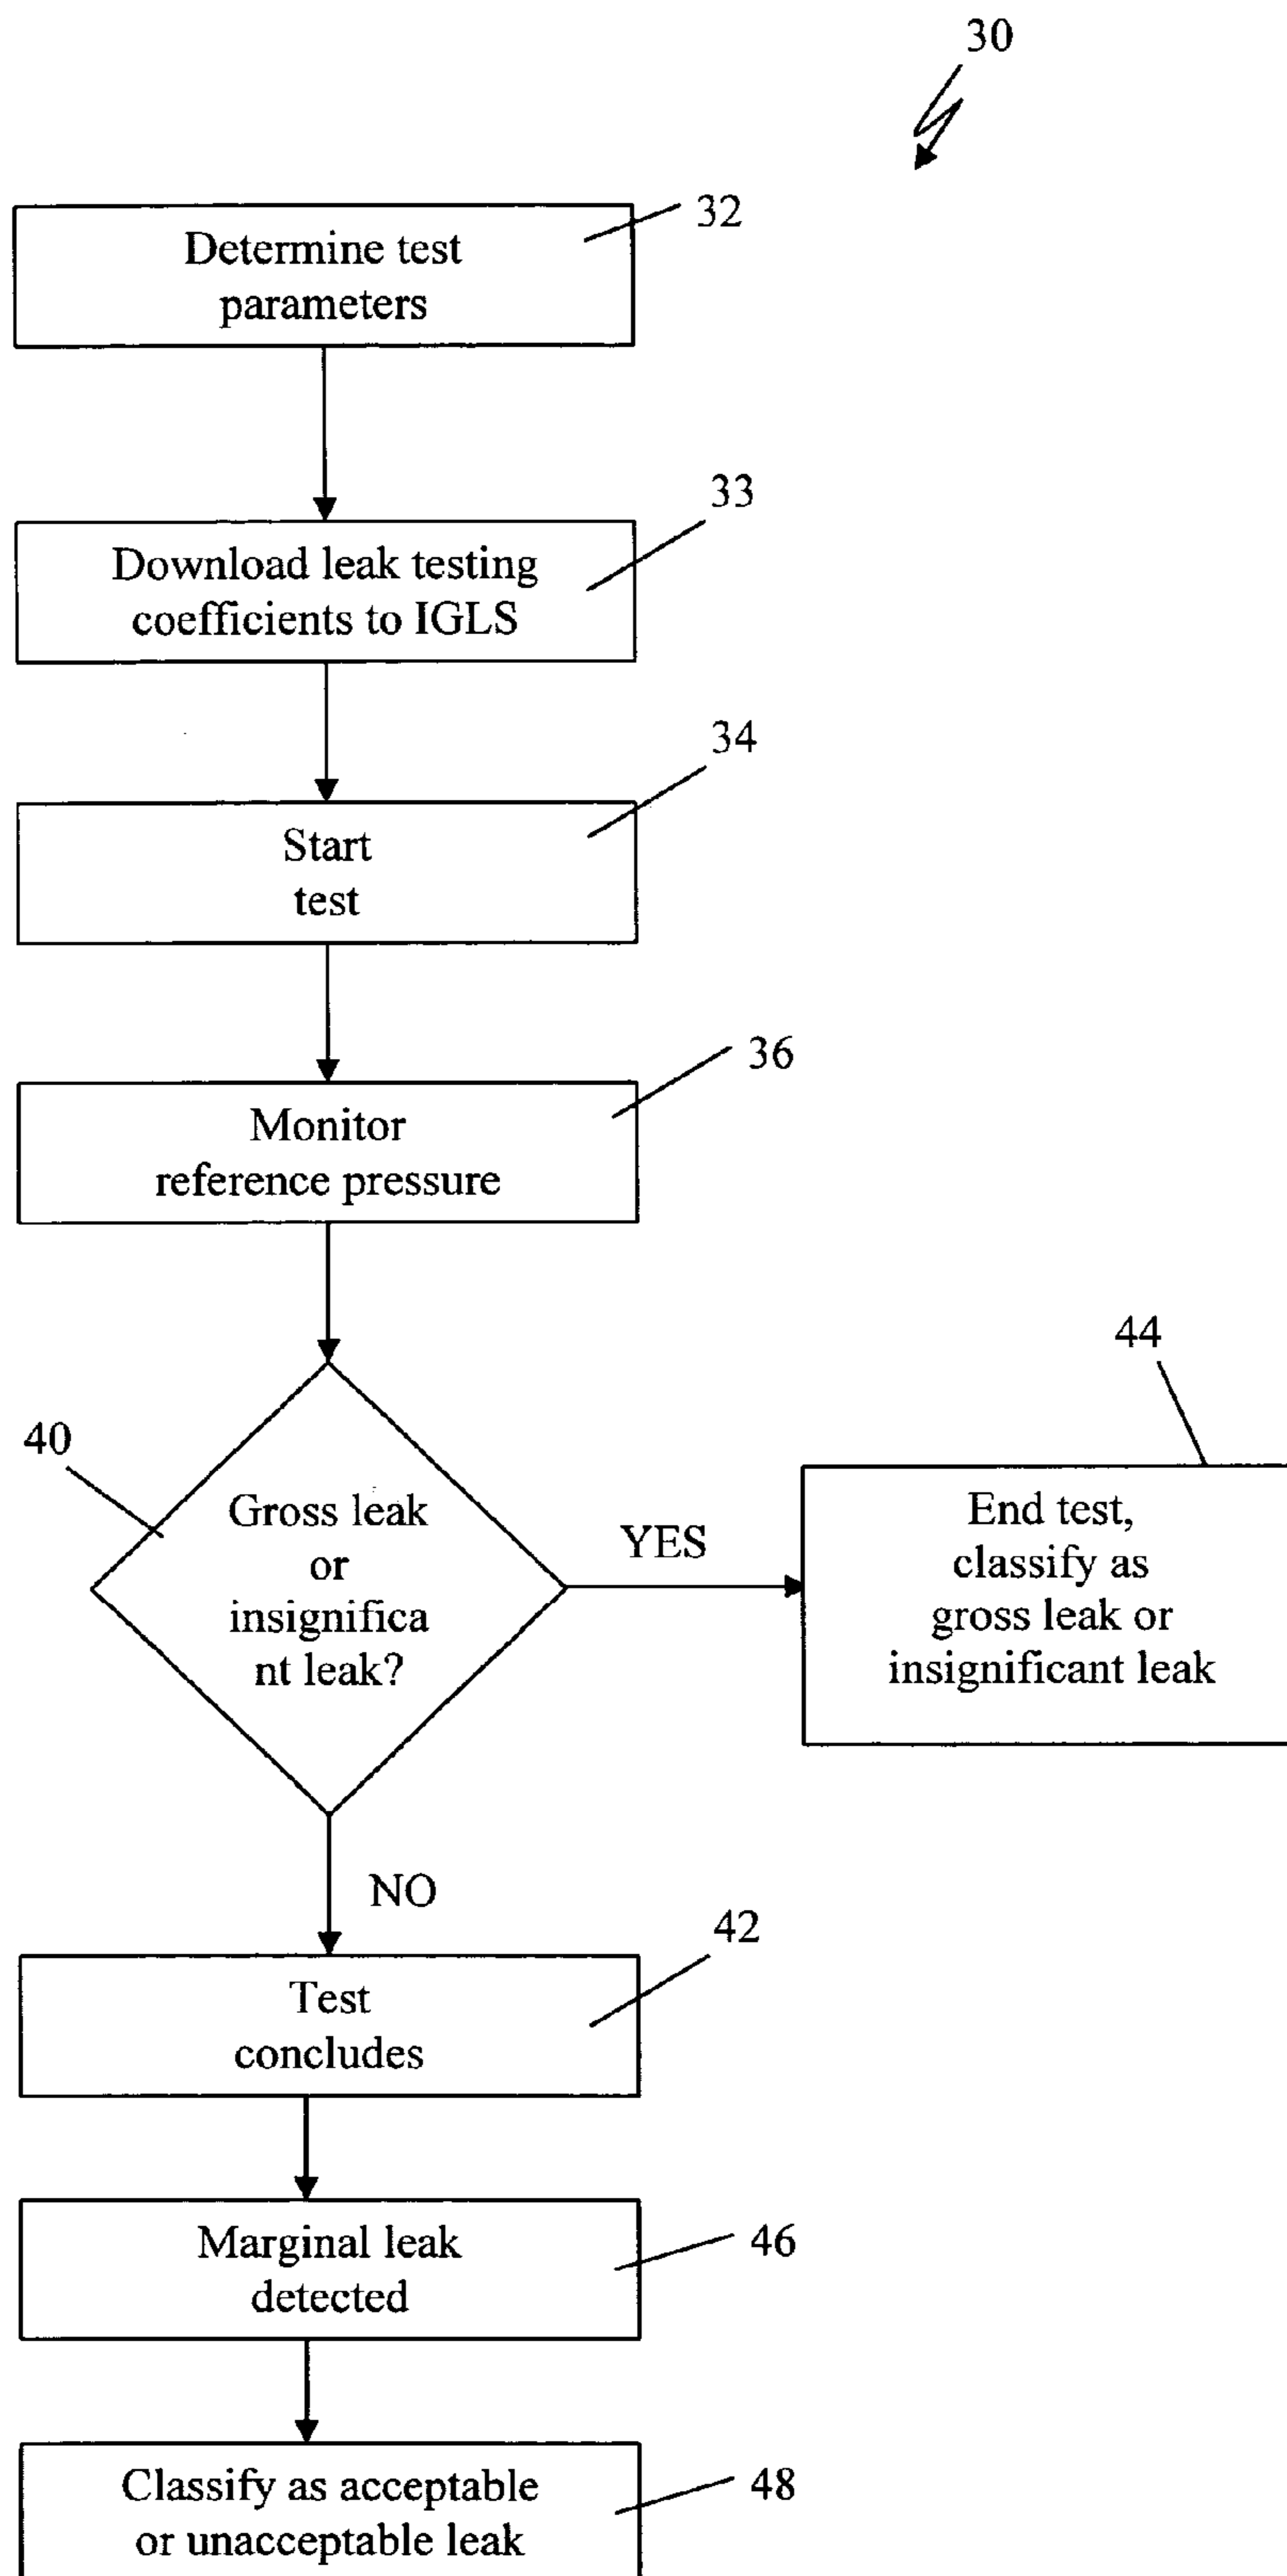 30
32
Determine test
parameters
33
Download leak testing
coefficients to IGLS
34
Start
test
36
Monitor
reference pressure
44
40
Gross leak
or
insignifica
nt leak?
YES
End test,
classify as
gross leak or
insignificant leak
NO
42
Test
concludes
Marginal leak
detected
46
Classify as acceptable
or unacceptable leak
48